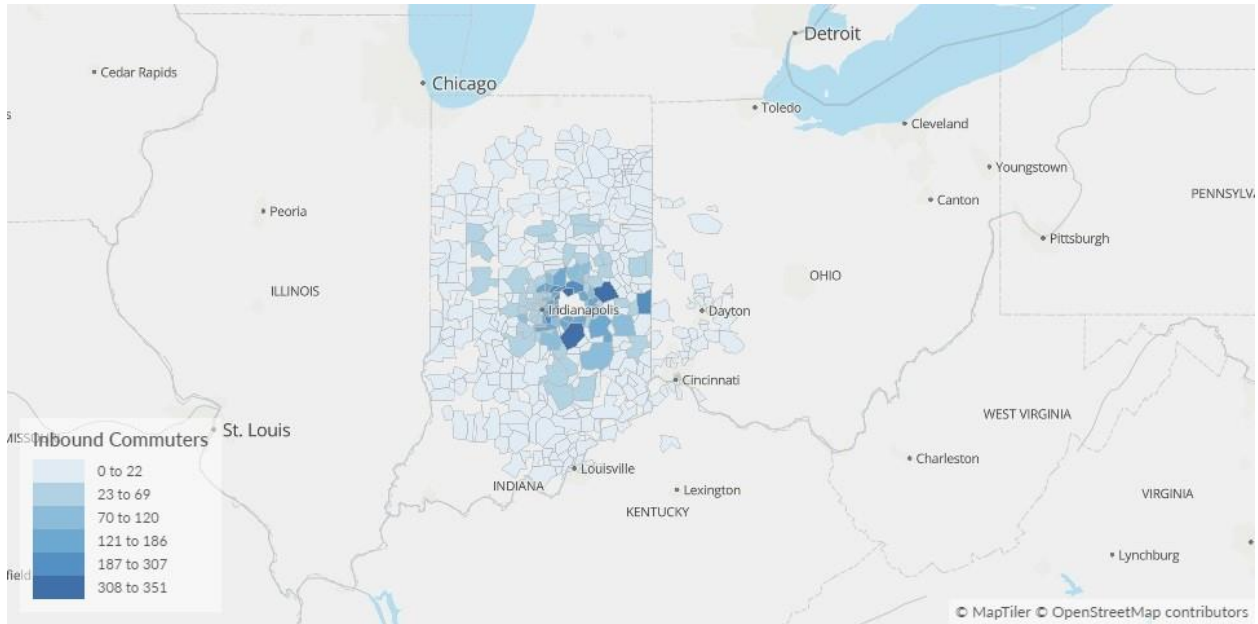 Detroit
Cedar Rapids
Chicago
Toledo
s
Cleveland
Youngstown
Canton
PENNSYLVA
Peoria
Pittsburgh
OHIO
ILLINOIS
Indianapolis
Dayton
Cincinnati
WEST VIRGINIA
St. Louis
Charleston
Louisville
INDIANA
Lexington
KENTUCKY
VIRGINIA
Lynchburg
field
Inbound Commuters
0 to 22
23 to 69
70 to 120
121 to 186
187 to 307
308 to 351
© MapTiler © OpenStreetMap contributors